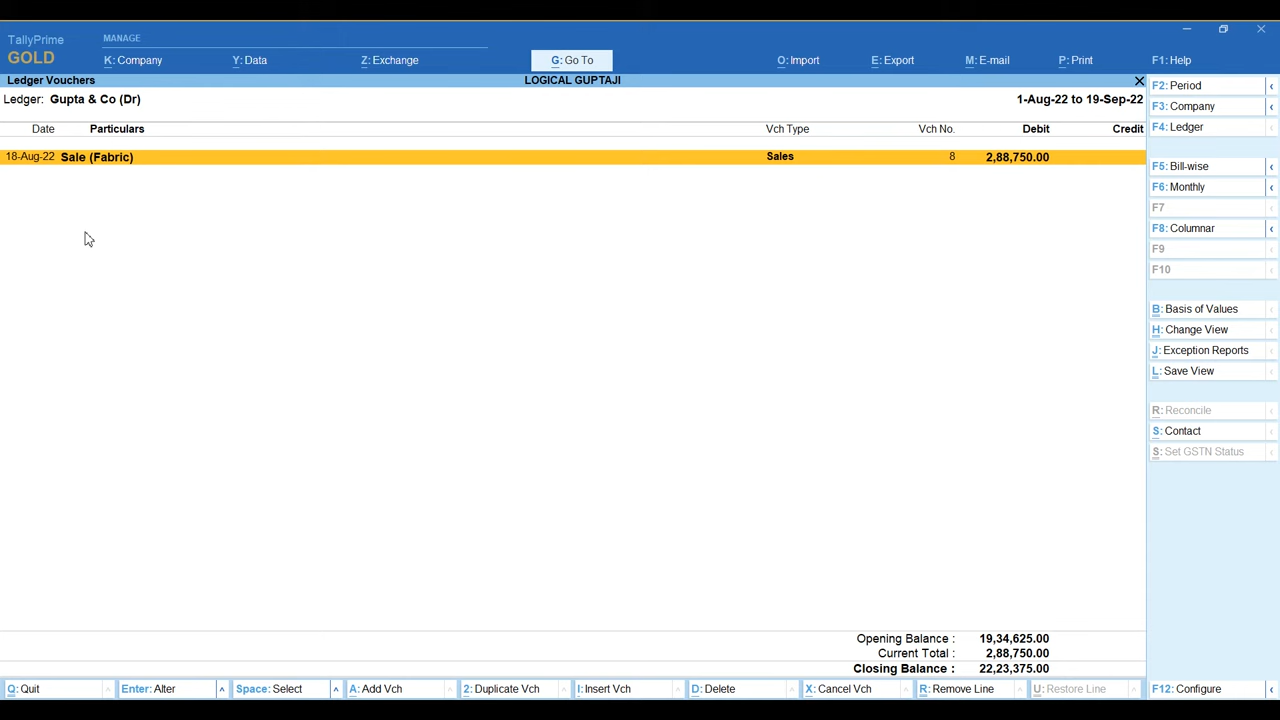 TallyPrime
GOLD
MANAGE
K: Company
Y: Data
Z: Exchange
G: Go To
O: Import
E: Export
M: E-mail
P: Print
F1: Help
Ledger Vouchers
LOGICAL GUPTAJI
Ledger: Gupta & Co (Dr)
1-Aug-22 to 19-Sep-22
Date Particulars Vch Type Vch No. Debit Credit
18-Aug-22 Sale (Fabric) Sales 8 2,88,750.00
Opening Balance : 19,34,625.00
Current Total : 2,88,750.00
Closing Balance : 22,23,375.00
F2: Period
F3: Company
F4: Ledger
F5: Bill-wise
F6: Monthly
F7
F8: Columnar
F9
F10
B: Basis of Values
H: Change View
J: Exception Reports
L: Save View
R: Reconcile
S: Contact
S: Set GSTN Status
Q: Quit
Enter: Alter
Space: Select
A: Add Vch
2: Duplicate Vch
I: Insert Vch
D: Delete
X: Cancel Vch
R: Remove Line
U: Restore Line
F12: Configure